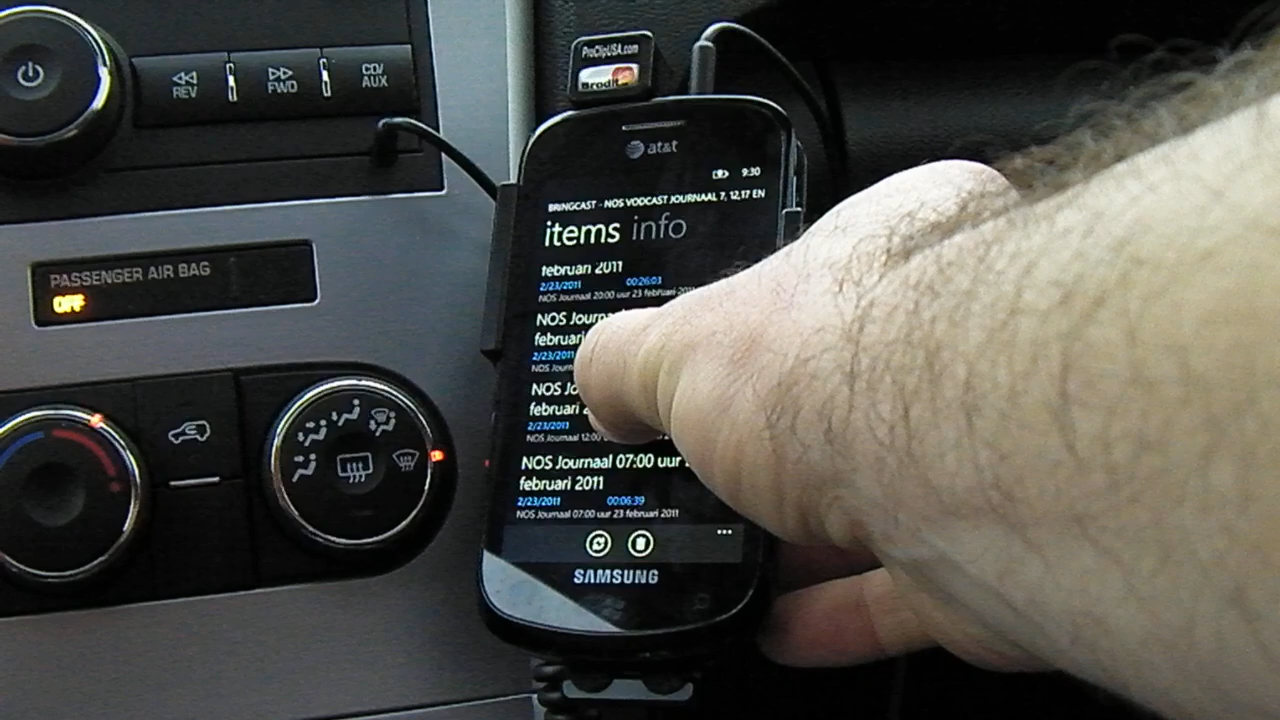 REV
FWD
CD/
AUX
ProClipUSA.com
Brodit
at&t
9:30
BRINGCAST - NOS VODCAST JOURNAAL 7, 12,17 EN
items info
februari 2011
2/23/2011 00:26:03
NOS Journaal 20:00 uur 23 februari 2011
NOS
februari
2/23/2011
NOS
NOS
februari
2/23/2011
NOS Journaal 12:00
NOS Journaal 07:00 uur
februari 2011
2/23/2011 00:06:39
NOS Journaal 07:00 uur 23 februari 2011
SAMSUNG
PASSENGER AIR BAG
OFF